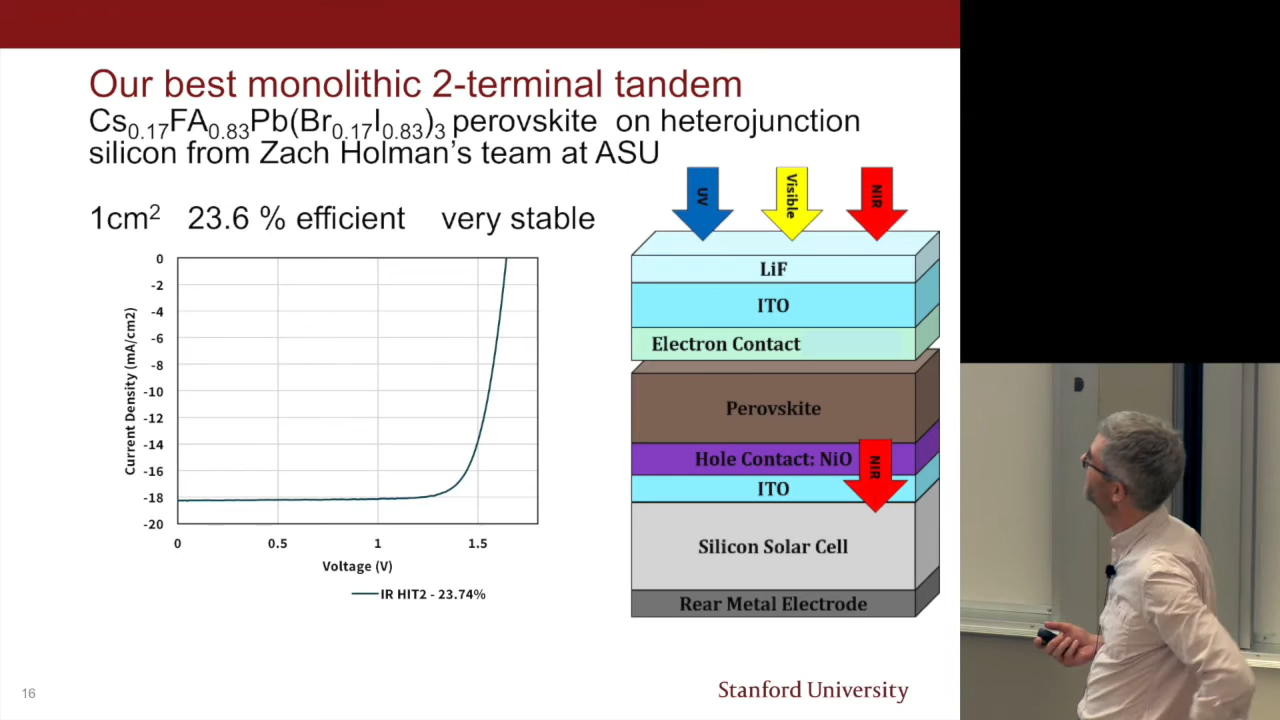 Our best monolithic 2-terminal tandem
Cs0.17FA0.83Pb(Br0.17I0.83)3 perovskite on heterojunction
silicon from Zach Holman's team at ASU
1cm² 23.6 % efficient very stable
UV
Visible
NIR
LiF
ITO
Electron Contact
Perovskite
Hole Contact: NiO
NIR
ITO
Silicon Solar Cell
Rear Metal Electrode
Current Density (mA/cm2)
0
-2
-4
-6
-8
-10
-12
-14
-16
-18
-20
0 0.5 1 1.5
Voltage (V)
IR HIT2 - 23.74%
16
Stanford University